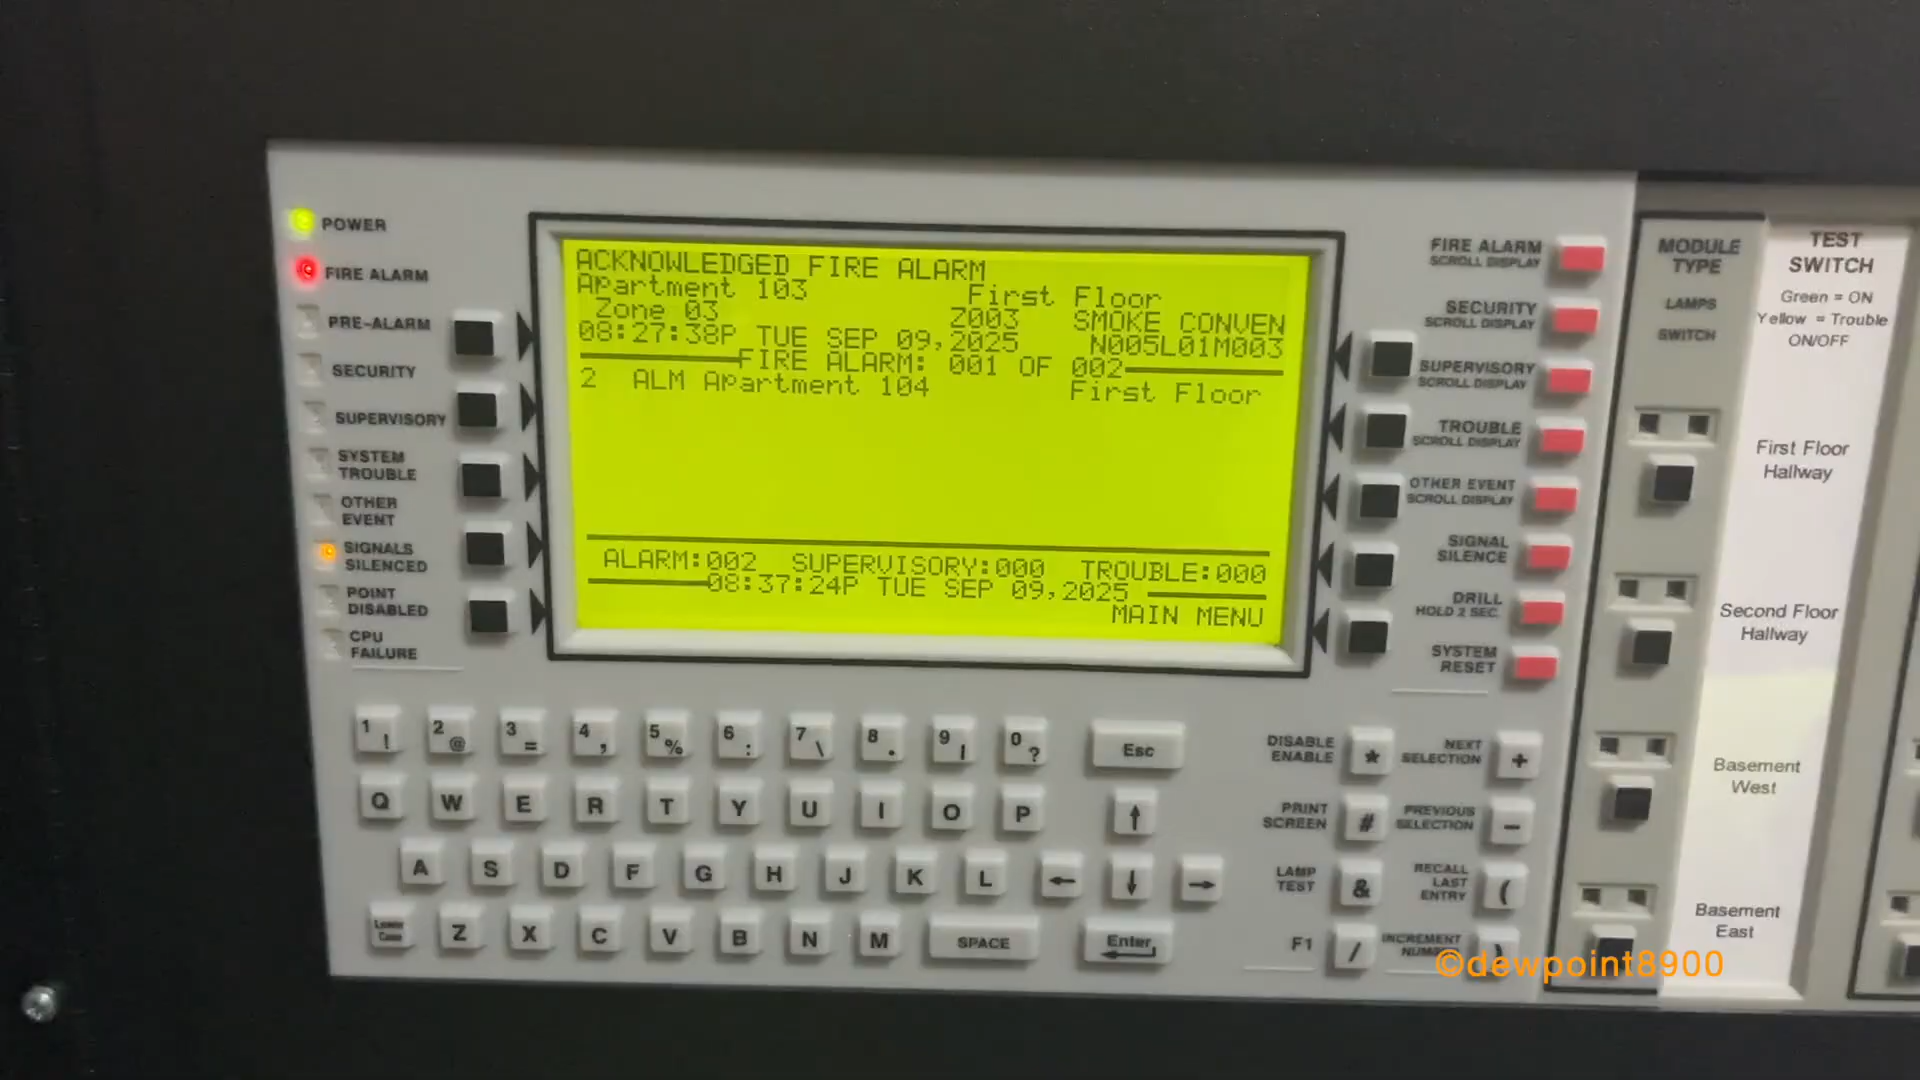 POWER
FIRE ALARM
PRE-ALARM
SECURITY
SUPERVISORY
SYSTEM
TROUBLE
OTHER
EVENT
SIGNALS
SILENCED
POINT
DISABLED
CPU
FAILURE
ACKNOWLEDGED FIRE ALARM
Apartment 103 First Floor
Zone 03 Z003 SMOKE CONVEN
08:27:38P TUE SEP 09,2025 N005L01M003
FIRE ALARM: 001 OF 002
2 ALM Apartment 104 First Floor
ALARM:002 SUPERVISORY:000 TROUBLE:000
08:37:24P TUE SEP 09,2025
MAIN MENU
FIRE ALARM
SCROLL DISPLAY
SECURITY
SCROLL DISPLAY
SUPERVISORY
SCROLL DISPLAY
TROUBLE
SCROLL DISPLAY
OTHER EVENT
SCROLL DISPLAY
SIGNAL
SILENCE
DRILL
HOLD 2 SEC.
SYSTEM
RESET
1 ! 2 @ 3 = 4 , 5 % 6 : 7 \ 8 . 9 | 0 ? Esc
Q W E R T Y U I O P ↑
A S D F G H J K L ← ↓ →
Lower
Case
Z X C V B N M SPACE Enter
DISABLE
ENABLE
*
NEXT
SELECTION
+
PRINT
SCREEN
#
PREVIOUS
SELECTION
-
LAMP
TEST
&
RECALL
LAST
ENTRY
(
F1 /
INCREMENT
)
MODULE
TYPE
LAMPS
SWITCH
TEST
SWITCH
Green = ON
Yellow = Trouble
ON/OFF
First Floor
Hallway
Second Floor
Hallway
Basement
West
Basement
East
©dewpoint8900